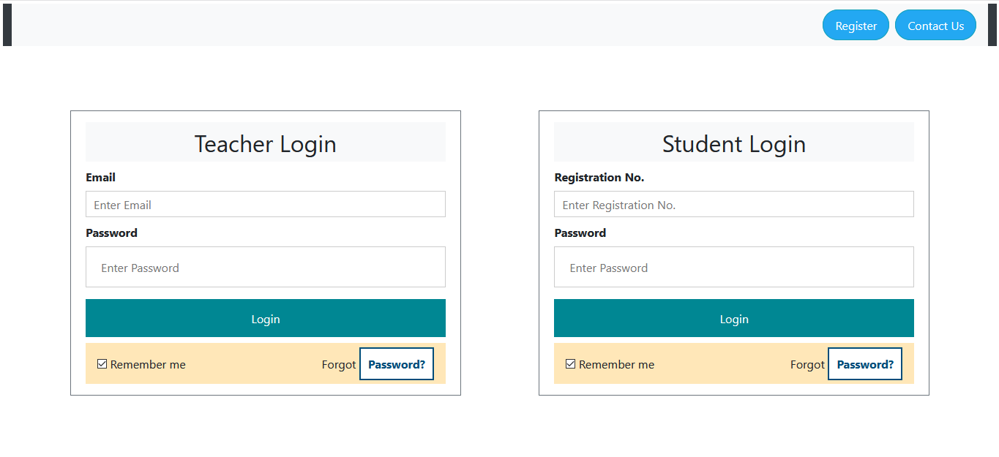 Register Contact Us
Teacher Login
Email
Enter Email
Password
Enter Password
Login
Remember me Forgot Password?
Student Login
Registration No.
Enter Registration No.
Password
Enter Password
Login
Remember me Forgot Password?